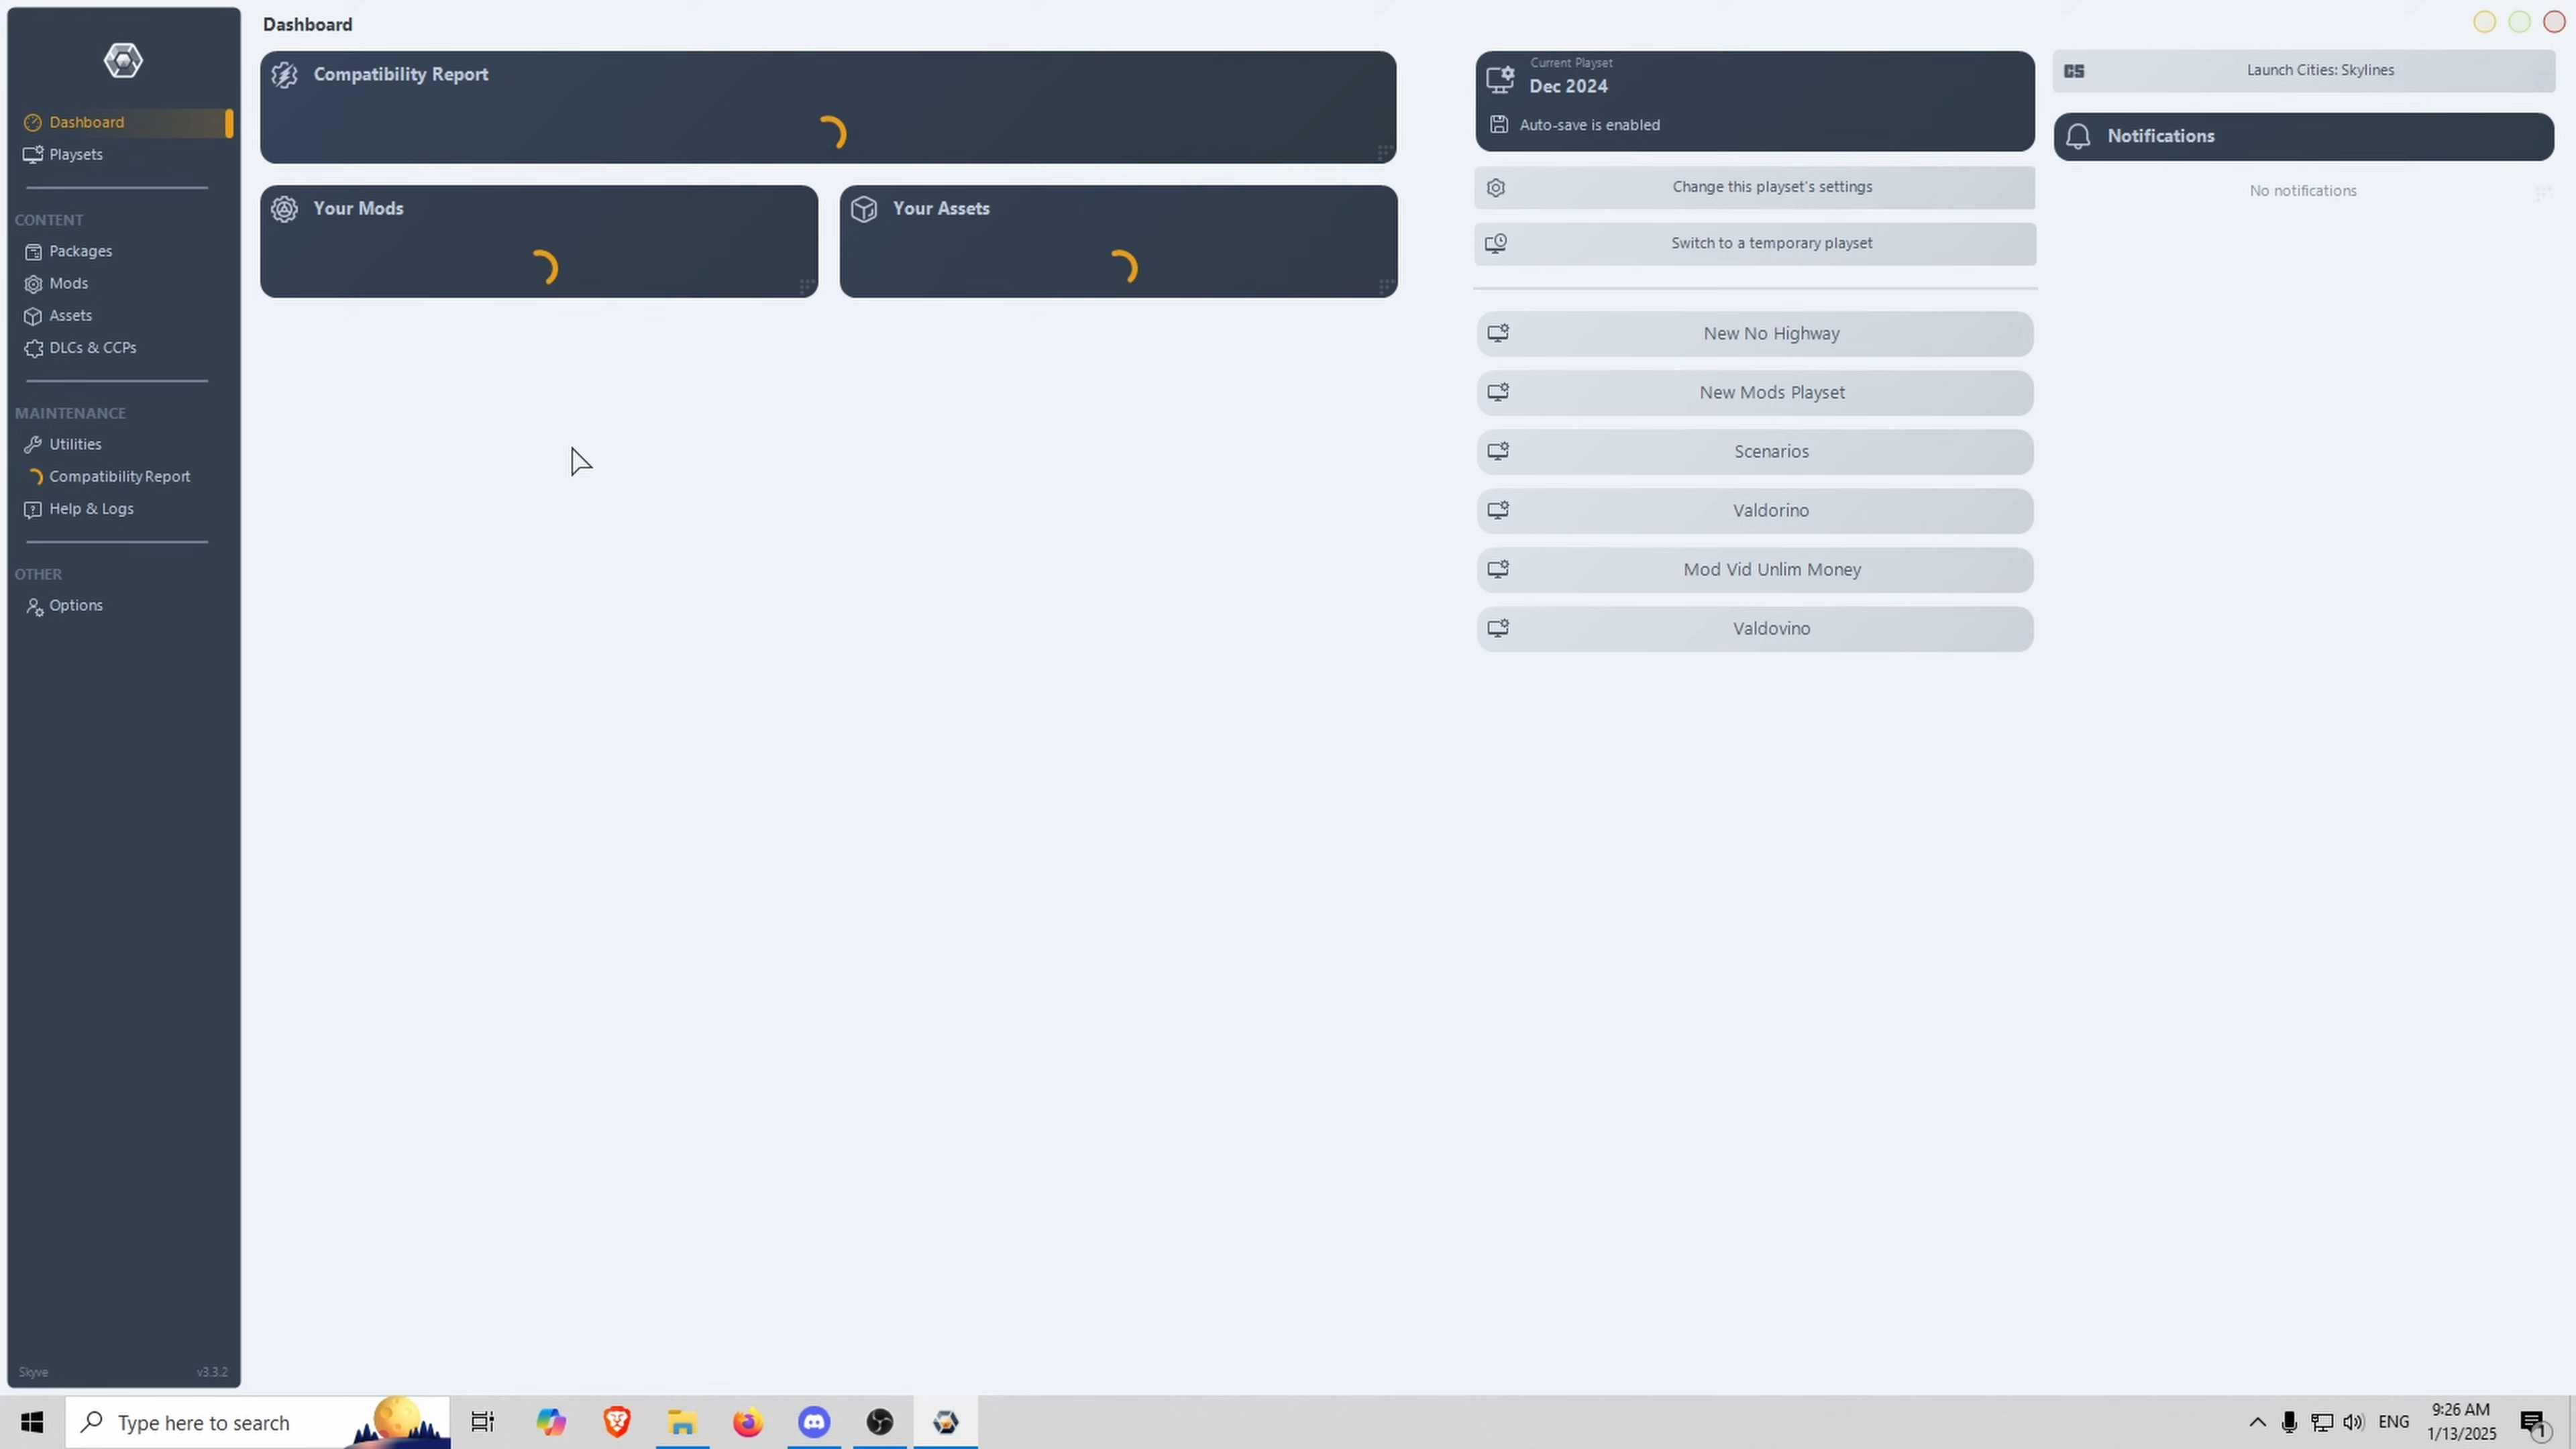 Dashboard
Playsets
CONTENT
Packages
Mods
Assets
DLCs & CCPs
MAINTENANCE
Utilities
Compatibility Report
Help & Logs
OTHER
Options
Skyve v3.3.2
Dashboard
Compatibility Report
Your Mods
Your Assets
Current Playset
Dec 2024
Auto-save is enabled
Change this playset's settings
Switch to a temporary playset
New No Highway
New Mods Playset
Scenarios
Valdorino
Mod Vid Unlim Money
Valdovino
CS Launch Cities: Skylines
Notifications
No notifications
Type here to search
ENG
9:26 AM
1/13/2025
1